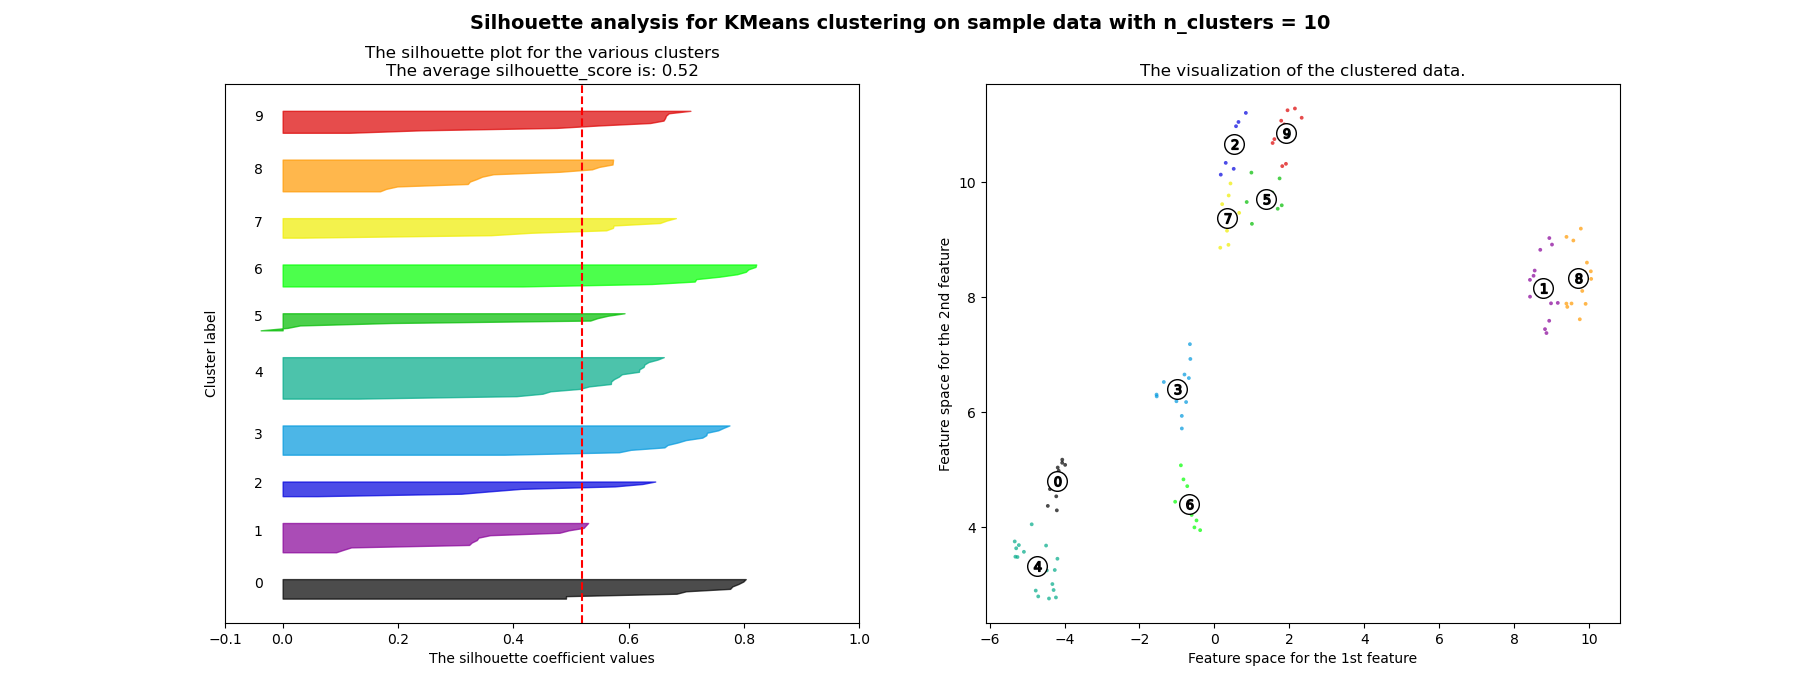 Silhouette analysis for KMeans clustering on sample data with n_clusters = 10
The silhouette plot for the various clusters
The average silhouette_score is: 0.52
9
8
7
6
5
4
3
2
1
0
Cluster label
−0.1 0.0 0.2 0.4 0.6 0.8 1.0
The silhouette coefficient values
The visualization of the clustered data.
10
8
6
4
Feature space for the 2nd feature
2 9
5
7
8
1
3
0
6
4
−6 −4 −2 0 2 4 6 8 10
Feature space for the 1st feature